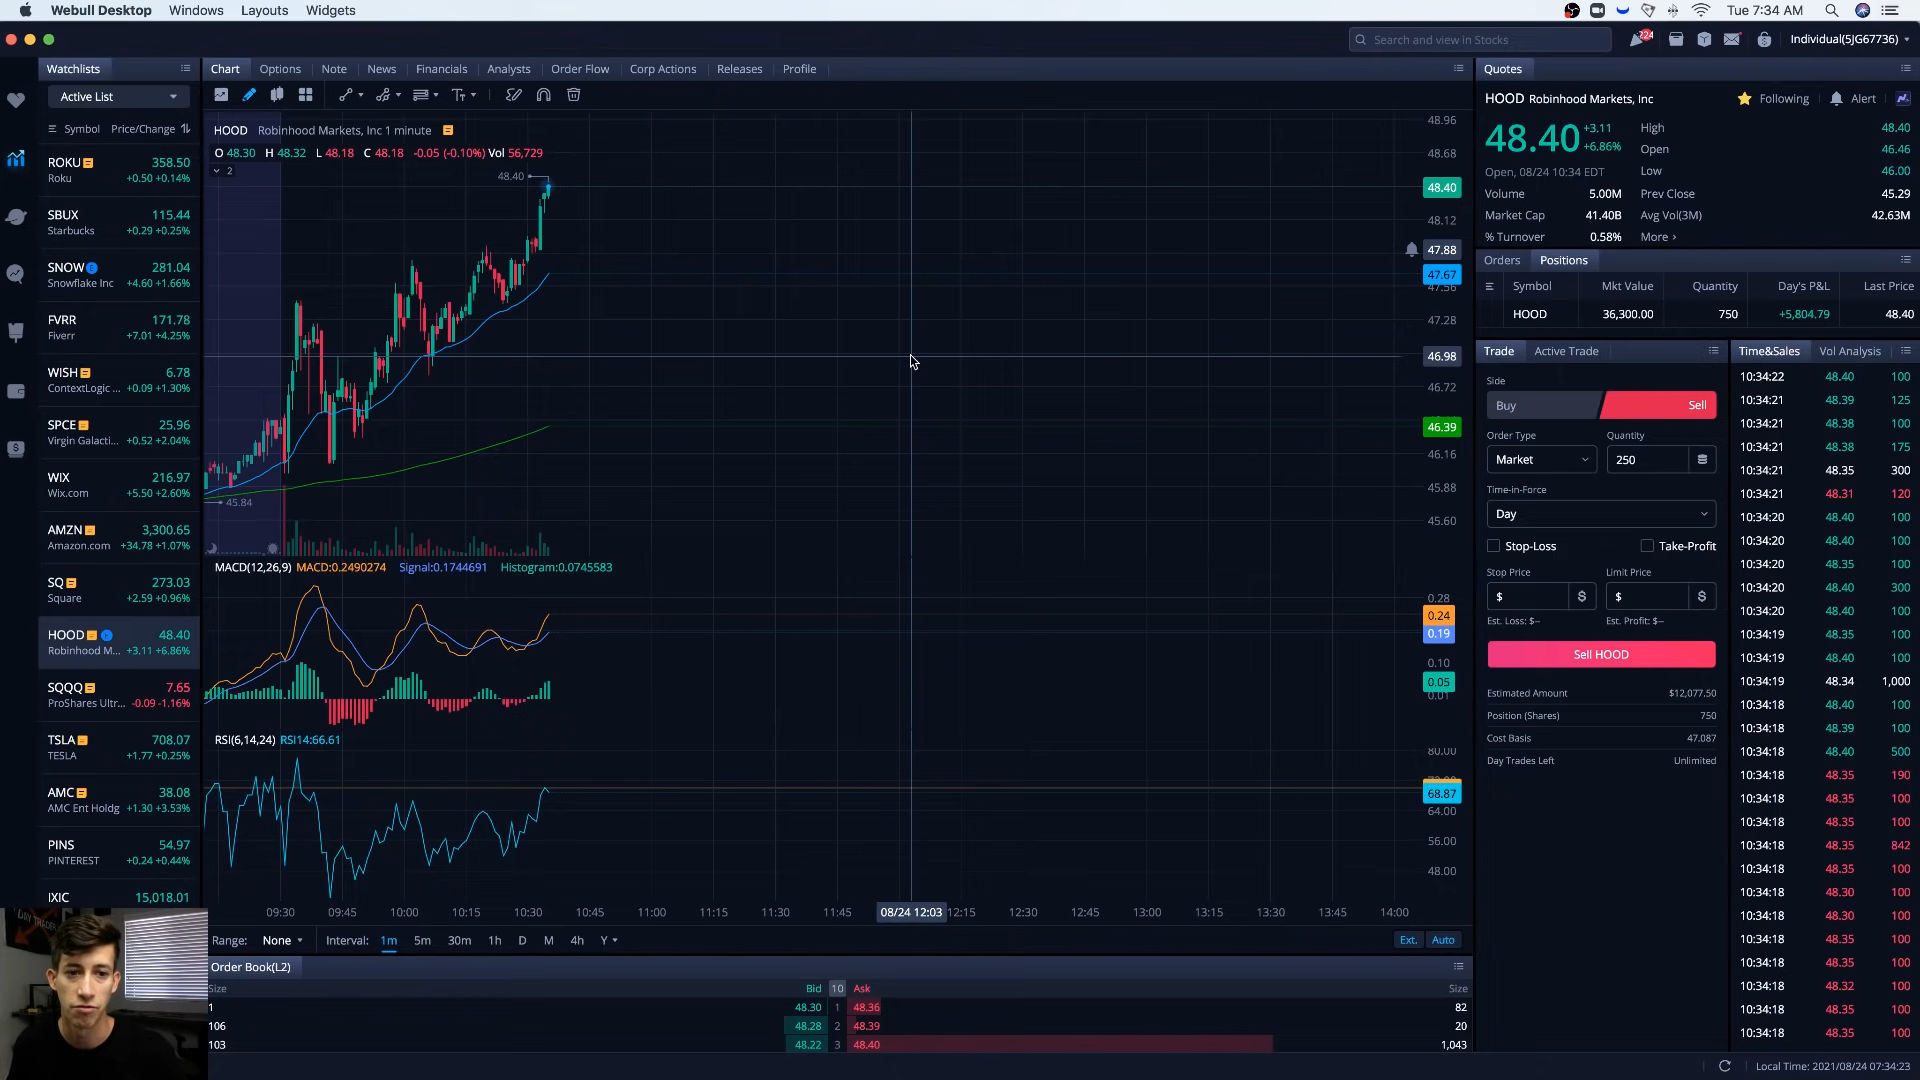 Webull Desktop Windows Layouts Widgets Tue 7:34 AM
Search and view in Stocks 224 Individual(5JG67736)
Watchlists Chart Options Note News Financials Analysts Order Flow Corp Actions Releases Profile Quotes
Active List
Symbol Price/Change
ROKU 358.50
Roku +0.50 +0.14%
SBUX 115.44
Starbucks +0.29 +0.25%
SNOW 281.04
Snowflake Inc +4.60 +1.66%
FVRR 171.78
Fiverr +7.01 +4.25%
WISH 6.78
ContextLogic ... +0.09 +1.30%
SPCE 25.96
Virgin Galacti... +0.52 +2.04%
WIX 216.97
Wix.com +5.50 +2.60%
AMZN 3,300.65
Amazon.com +34.78 +1.07%
SQ 273.03
Square +2.59 +0.96%
HOOD 48.40
Robinhood M... +3.11 +6.86%
SQQQ 7.65
ProShares Ultr... -0.09 -1.16%
TSLA 708.07
TESLA +1.77 +0.25%
AMC 38.08
AMC Ent Holdg +1.30 +3.53%
PINS 54.97
PINTEREST +0.24 +0.44%
IXIC 15,018.01
HOOD Robinhood Markets, Inc 1 minute
O 48.30 H 48.32 L 48.18 C 48.18 -0.05 (-0.10%) Vol 56,729
2
48.40
45.84
48.96
48.68
48.40
48.12
47.88
47.67
47.56
47.28
46.98
46.72
46.39
46.16
45.88
45.60
MACD(12,26,9) MACD:0.2490274 Signal:0.1744691 Histogram:0.0745583
0.28
0.24
0.19
0.10
0.05
0.01
RSI(6,14,24) RSI14:66.61
80.00
68.87
64.00
56.00
48.00
09:30 09:45 10:00 10:15 10:30 10:45 11:00 11:15 11:30 11:45 08/24 12:03 12:15 12:30 12:45 13:00 13:15 13:30 13:45 14:00
Range: None Interval: 1m 5m 30m 1h D M 4h Y Ext. Auto
Order Book(L2)
Size Bid 10 Ask Size
1 48.30 1 48.36 82
106 48.28 2 48.39 20
103 48.22 3 48.40 1,043
HOOD Robinhood Markets, Inc Following Alert
48.40 +3.11 +6.86%
High 48.40
Open 46.46
Open, 08/24 10:34 EDT Low 46.00
Volume 5.00M Prev Close 45.29
Market Cap 41.40B Avg Vol(3M) 42.63M
% Turnover 0.58% More ›
Orders Positions
Symbol Mkt Value Quantity Day's P&L Last Price
HOOD 36,300.00 750 +5,804.79 48.40
Trade Active Trade
Side
Buy Sell
Order Type Quantity
Market 250
Time-in-Force
Day
Stop-Loss Take-Profit
Stop Price Limit Price
$ $ $ $
Est. Loss: $-- Est. Profit: $--
Sell HOOD
Estimated Amount $12,077.50
Position (Shares) 750
Cost Basis 47.087
Day Trades Left Unlimited
Time&Sales Vol Analysis
10:34:22 48.40 100
10:34:21 48.39 125
10:34:21 48.38 100
10:34:21 48.38 175
10:34:21 48.35 300
10:34:21 48.31 120
10:34:20 48.40 100
10:34:20 48.40 100
10:34:20 48.35 100
10:34:20 48.40 300
10:34:20 48.40 100
10:34:19 48.35 100
10:34:19 48.40 100
10:34:19 48.34 1,000
10:34:18 48.40 100
10:34:18 48.39 100
10:34:18 48.40 500
10:34:18 48.35 190
10:34:18 48.35 100
10:34:18 48.35 100
10:34:18 48.35 842
10:34:18 48.35 100
10:34:18 48.30 100
10:34:18 48.30 100
10:34:18 48.35 100
10:34:18 48.35 100
10:34:18 48.32 100
10:34:18 48.35 100
10:34:18 48.35 100
Local Time: 2021/08/24 07:34:23